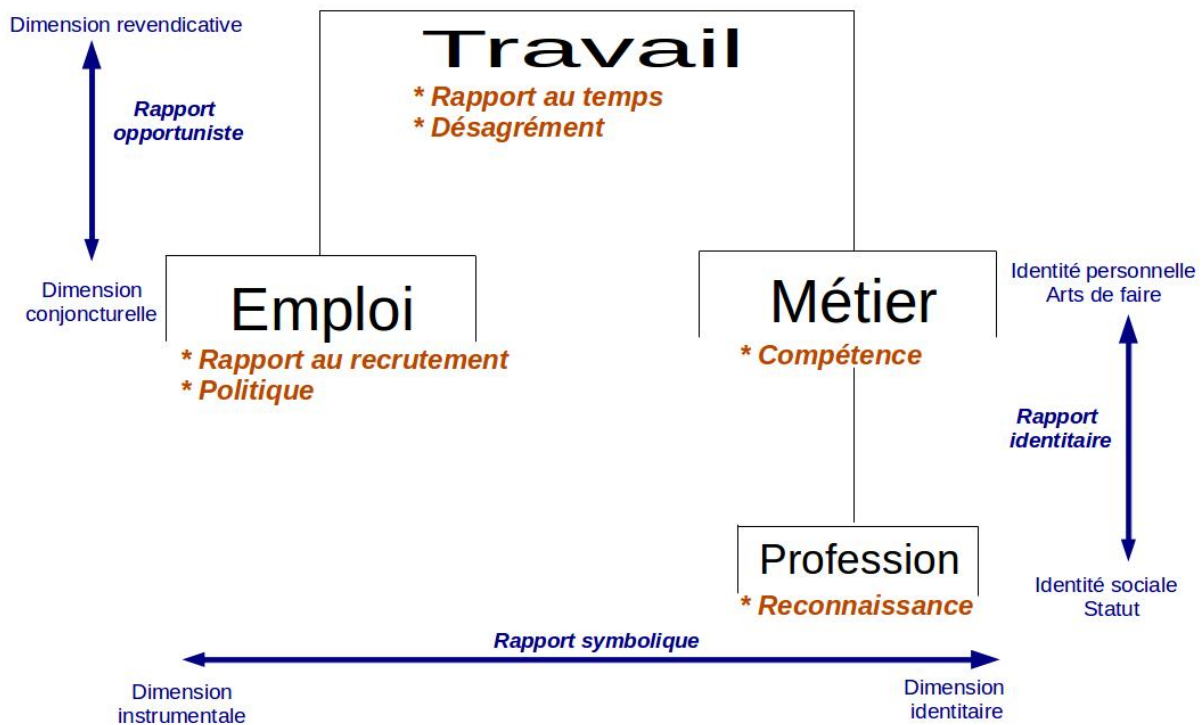 Dimension revendicative
Travail
* Rapport au temps
* Désagrément
Rapport
opportuniste
Dimension
conjoncturelle
Emploi
* Rapport au recrutement
* Politique
Métier
* Compétence
Identité personnelle
Arts de faire
Rapport
identitaire
Profession
* Reconnaissance
Identité sociale
Statut
Rapport symbolique
Dimension
instrumentale
Dimension
identitaire